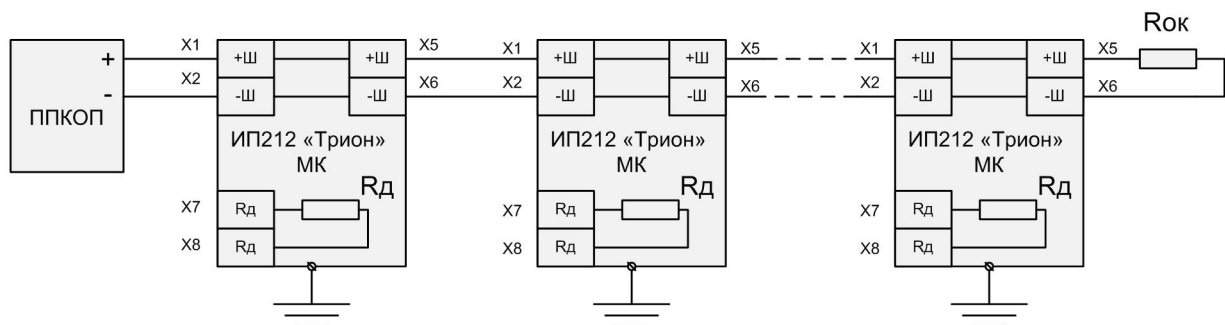 Rок
X1 X5 X1 X5 X1 X5
+ +Ш +Ш +Ш +Ш +Ш +Ш
X2 X6 X2 X6 X2 X6
- -Ш -Ш -Ш -Ш -Ш -Ш
ППКОП
ИП212 «Трион» ИП212 «Трион» ИП212 «Трион»
МК МК МК
Rд Rд Rд
X7 Rд X7 Rд X7 Rд
X8 Rд X8 Rд X8 Rд